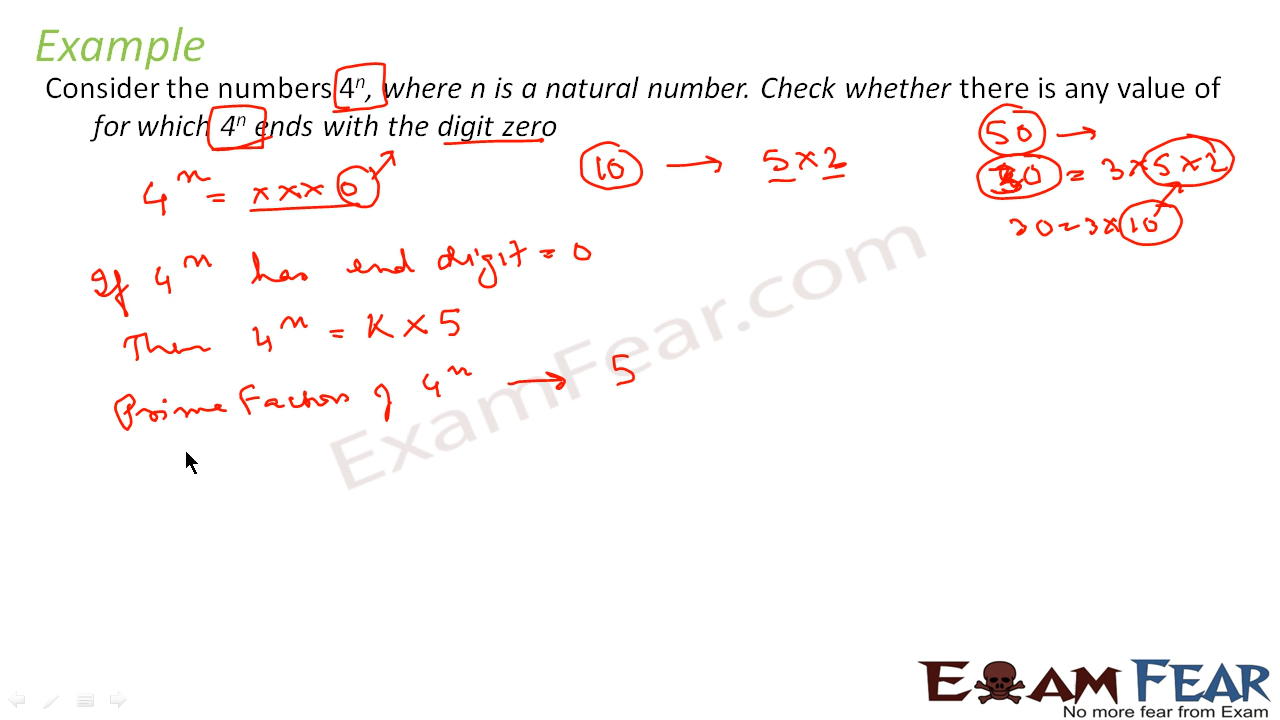 Example
Consider the numbers 4ⁿ, where n is a natural number. Check whether there is any value of
for which 4ⁿ ends with the digit zero
4ⁿ = xxx0
10 → 5 x 2
50 →
30 = 3 x 5 x 2
30 = 3 x 10
If 4ⁿ has end digit = 0
Then 4ⁿ = K x 5
Prime Factors of 4ⁿ → 5
ExamFear.com
EXAM FEAR
No more fear from Exam